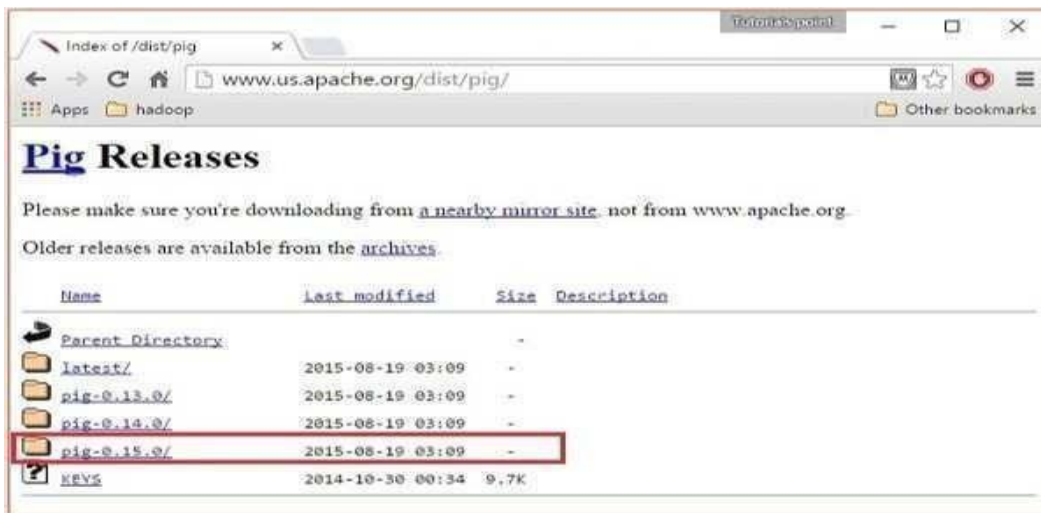 Tutorials point
Index of /dist/pig
www.us.apache.org/dist/pig/
Apps hadoop Other bookmarks
Pig Releases
Please make sure you're downloading from a nearby mirror site, not from www.apache.org.
Older releases are available from the archives.
Name Last modified Size Description
Parent Directory -
latest/ 2015-08-19 03:09 -
pig-0.13.0/ 2015-08-19 03:09 -
pig-0.14.0/ 2015-08-19 03:09 -
pig-0.15.0/ 2015-08-19 03:09 -
KEYS 2014-10-30 00:34 9.7K